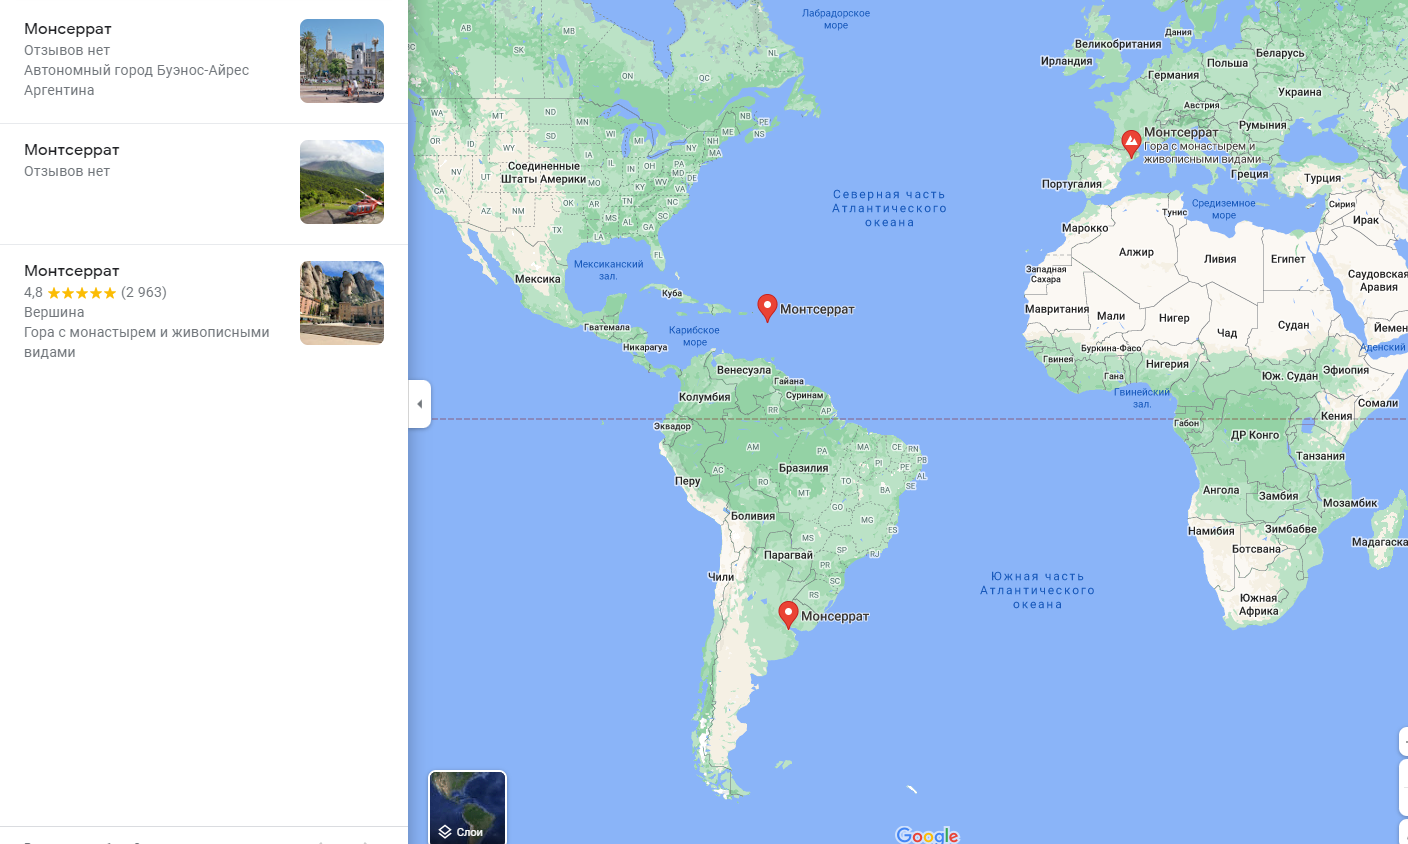 Монсеррат
Отзывов нет
Автономный город Буэнос-Айрес
Аргентина
Монтсеррат
Отзывов нет
Монтсеррат
4,8 (2 963)
Вершина
Гора с монастырем и живописными
видами
Лабрадорское
море
AB
MB
SK
NL
ON
QC
BC
Дания
Великобритания
Ирландия
Беларусь
Польша
Германия
Украина
Австрия
Румыния
Монтсеррат
Гора с монастырем и
живописными видами
Греция
Турция
Португалия
WA
MT
ND
MN
NB
PE
NS
OR
ID
SD
WI
MI
NY
WY
IA
NE
PA
IL
IN
OH
Соединенные
Штаты Америки
NV
UT
MO
KY
WV
VA
MD
DE
CA
AZ
NM
OK
TN
NC
AR
SC
MS
AL
GA
TX
LA
FL
Северная часть
Атлантического
океана
Средиземное
море
Тунис
Сирия
Ирак
Марокко
Алжир
Ливия
Египет
Западная
Сахара
Саудовская
Аравия
Мексиканский
зал.
Мексика
Куба
Монтсеррат
Мавритания
Мали
Нигер
Чад
Судан
Йемен
Гватемала
Карибское
море
Никарагуа
Буркина-Фасо
Аденский
Гвинея
Гана
Нигерия
Юж. Судан
Эфиопия
Венесуэла
Гайана
Суринам
Колумбия
Гвинейский
зал.
Сомали
RR
AP
Эквадор
Габон
Кения
ДР Конго
AM
PA
MA
CE
RN
PB
PI
PE
AL
SE
AC
Бразилия
TO
Танзания
Перу
RO
MT
BA
Ангола
Замбия
Мозамбик
GO
Боливия
MG
ES
Намибия
Зимбабве
MS
SP
RJ
Ботсвана
Мадагаска
Парагвай
PR
SC
Чили
RS
Южная часть
Атлантического
океана
Южная
Африка
Монсеррат
Слои
Google